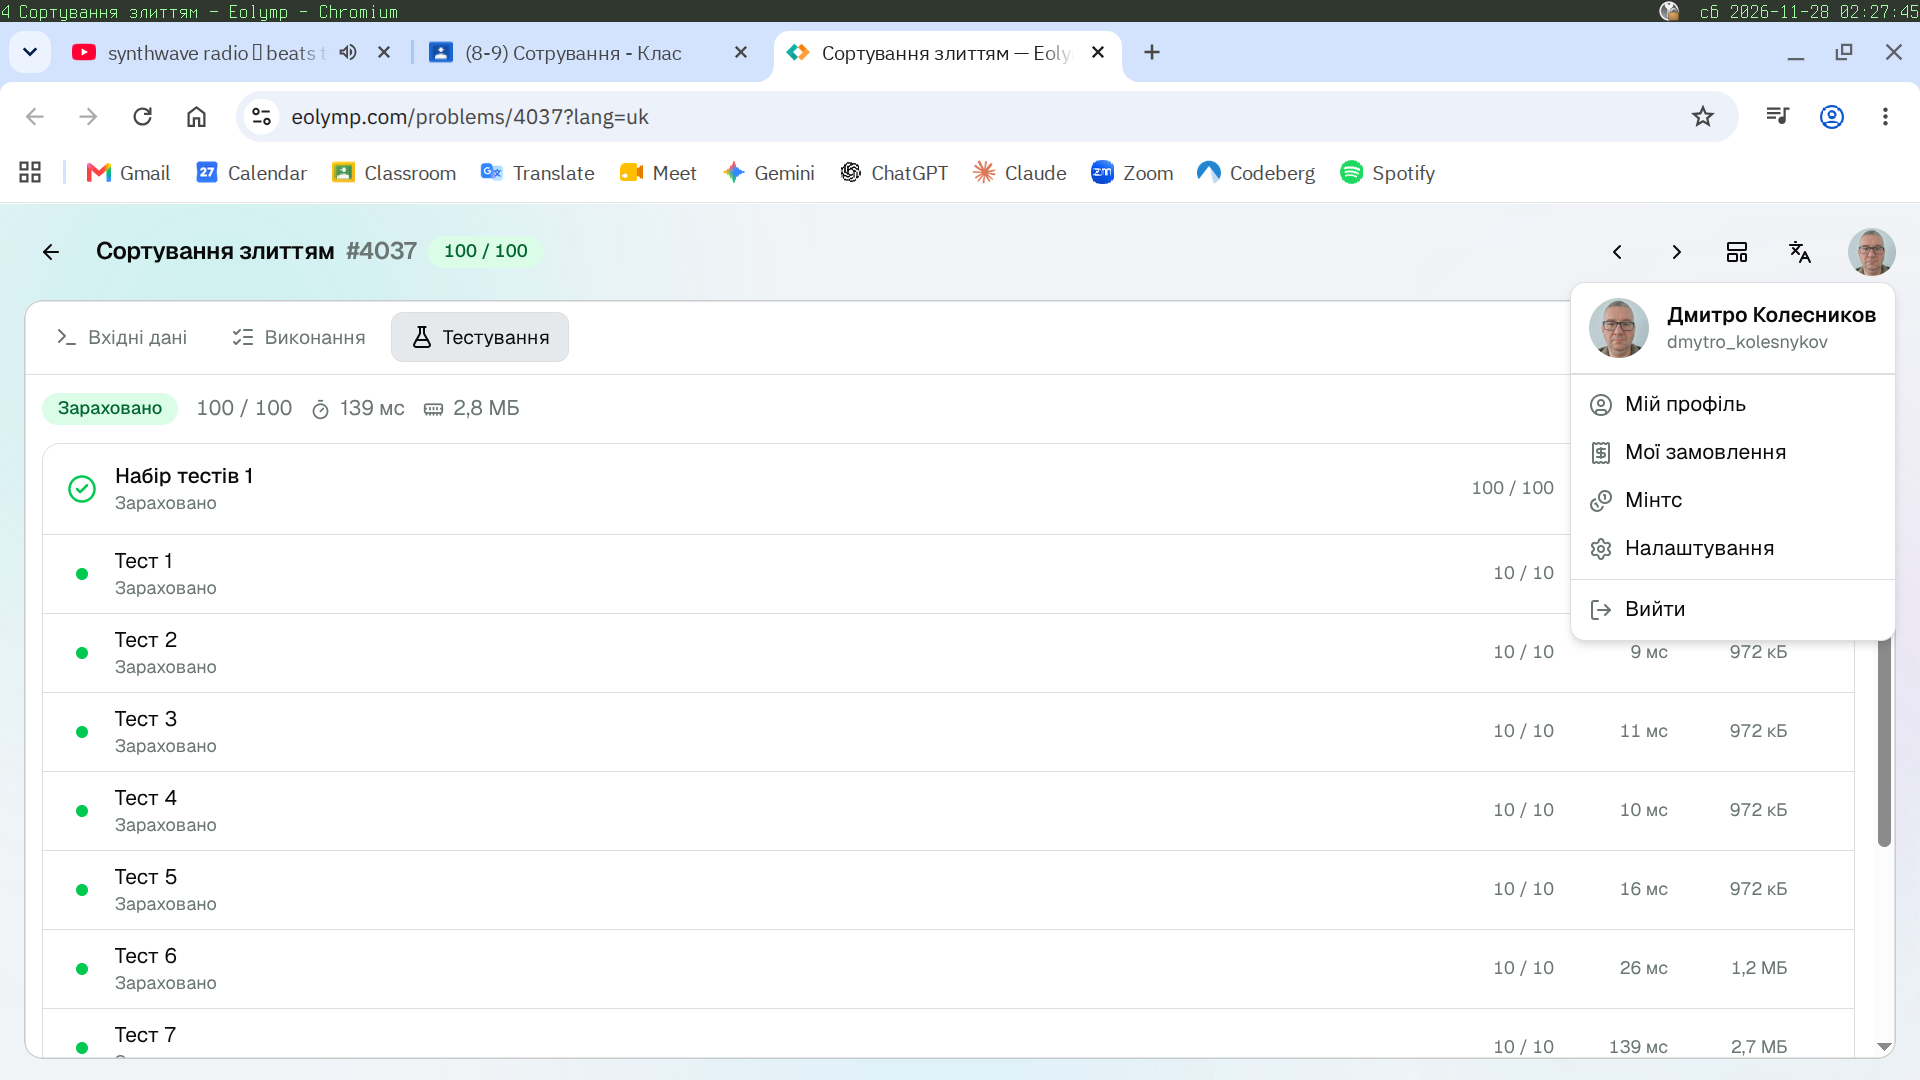 4 Сортування злиттям — Eolymp - Chromium
сб 2026-11-28 02:27:45
synthwave radio beats t
(8-9) Сотрування - Клас
Сортування злиттям — Eoly
eolymp.com/problems/4037?lang=uk
Gmail
Calendar
Classroom
Translate
Meet
Gemini
ChatGPT
Claude
Zoom
Codeberg
Spotify
Сортування злиттям #4037 100 / 100
Вхідні дані
Виконання
Тестування
Дмитро Колесников
dmytro_kolesnykov
Мій профіль
Мої замовлення
Мінтс
Налаштування
Вийти
Зараховано 100 / 100 139 мс 2,8 МБ
Набір тестів 1
Зараховано
100 / 100
Тест 1
Зараховано
10 / 10
Тест 2
Зараховано
10 / 10 9 мс 972 кБ
Тест 3
Зараховано
10 / 10 11 мс 972 кБ
Тест 4
Зараховано
10 / 10 10 мс 972 кБ
Тест 5
Зараховано
10 / 10 16 мс 972 кБ
Тест 6
Зараховано
10 / 10 26 мс 1,2 МБ
Тест 7
10 / 10 139 мс 2,7 МБ